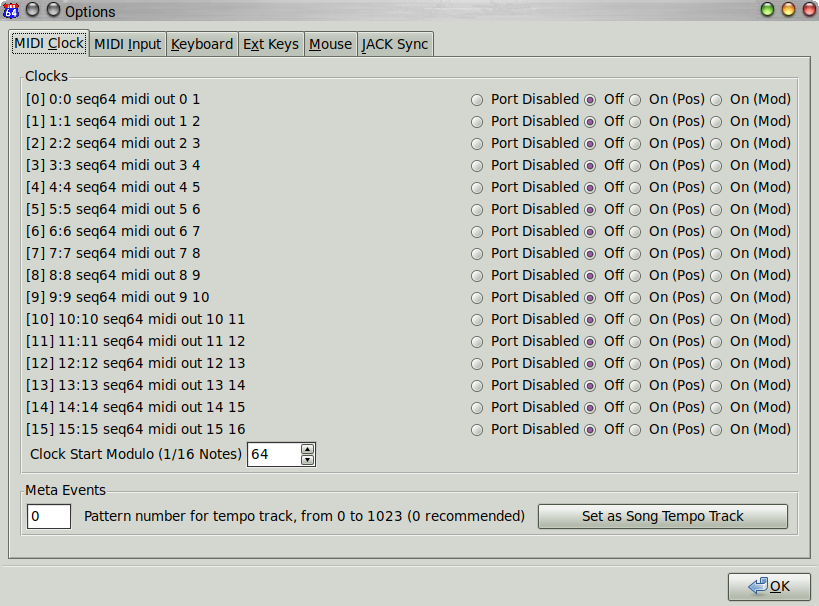 64 Options
MIDI Clock MIDI Input Keyboard Ext Keys Mouse JACK Sync
Clocks
[0] 0:0 seq64 midi out 0 1 Port Disabled Off On (Pos) On (Mod)
[1] 1:1 seq64 midi out 1 2 Port Disabled Off On (Pos) On (Mod)
[2] 2:2 seq64 midi out 2 3 Port Disabled Off On (Pos) On (Mod)
[3] 3:3 seq64 midi out 3 4 Port Disabled Off On (Pos) On (Mod)
[4] 4:4 seq64 midi out 4 5 Port Disabled Off On (Pos) On (Mod)
[5] 5:5 seq64 midi out 5 6 Port Disabled Off On (Pos) On (Mod)
[6] 6:6 seq64 midi out 6 7 Port Disabled Off On (Pos) On (Mod)
[7] 7:7 seq64 midi out 7 8 Port Disabled Off On (Pos) On (Mod)
[8] 8:8 seq64 midi out 8 9 Port Disabled Off On (Pos) On (Mod)
[9] 9:9 seq64 midi out 9 10 Port Disabled Off On (Pos) On (Mod)
[10] 10:10 seq64 midi out 10 11 Port Disabled Off On (Pos) On (Mod)
[11] 11:11 seq64 midi out 11 12 Port Disabled Off On (Pos) On (Mod)
[12] 12:12 seq64 midi out 12 13 Port Disabled Off On (Pos) On (Mod)
[13] 13:13 seq64 midi out 13 14 Port Disabled Off On (Pos) On (Mod)
[14] 14:14 seq64 midi out 14 15 Port Disabled Off On (Pos) On (Mod)
[15] 15:15 seq64 midi out 15 16 Port Disabled Off On (Pos) On (Mod)
Clock Start Modulo (1/16 Notes) 64
Meta Events
0 Pattern number for tempo track, from 0 to 1023 (0 recommended) Set as Song Tempo Track
OK